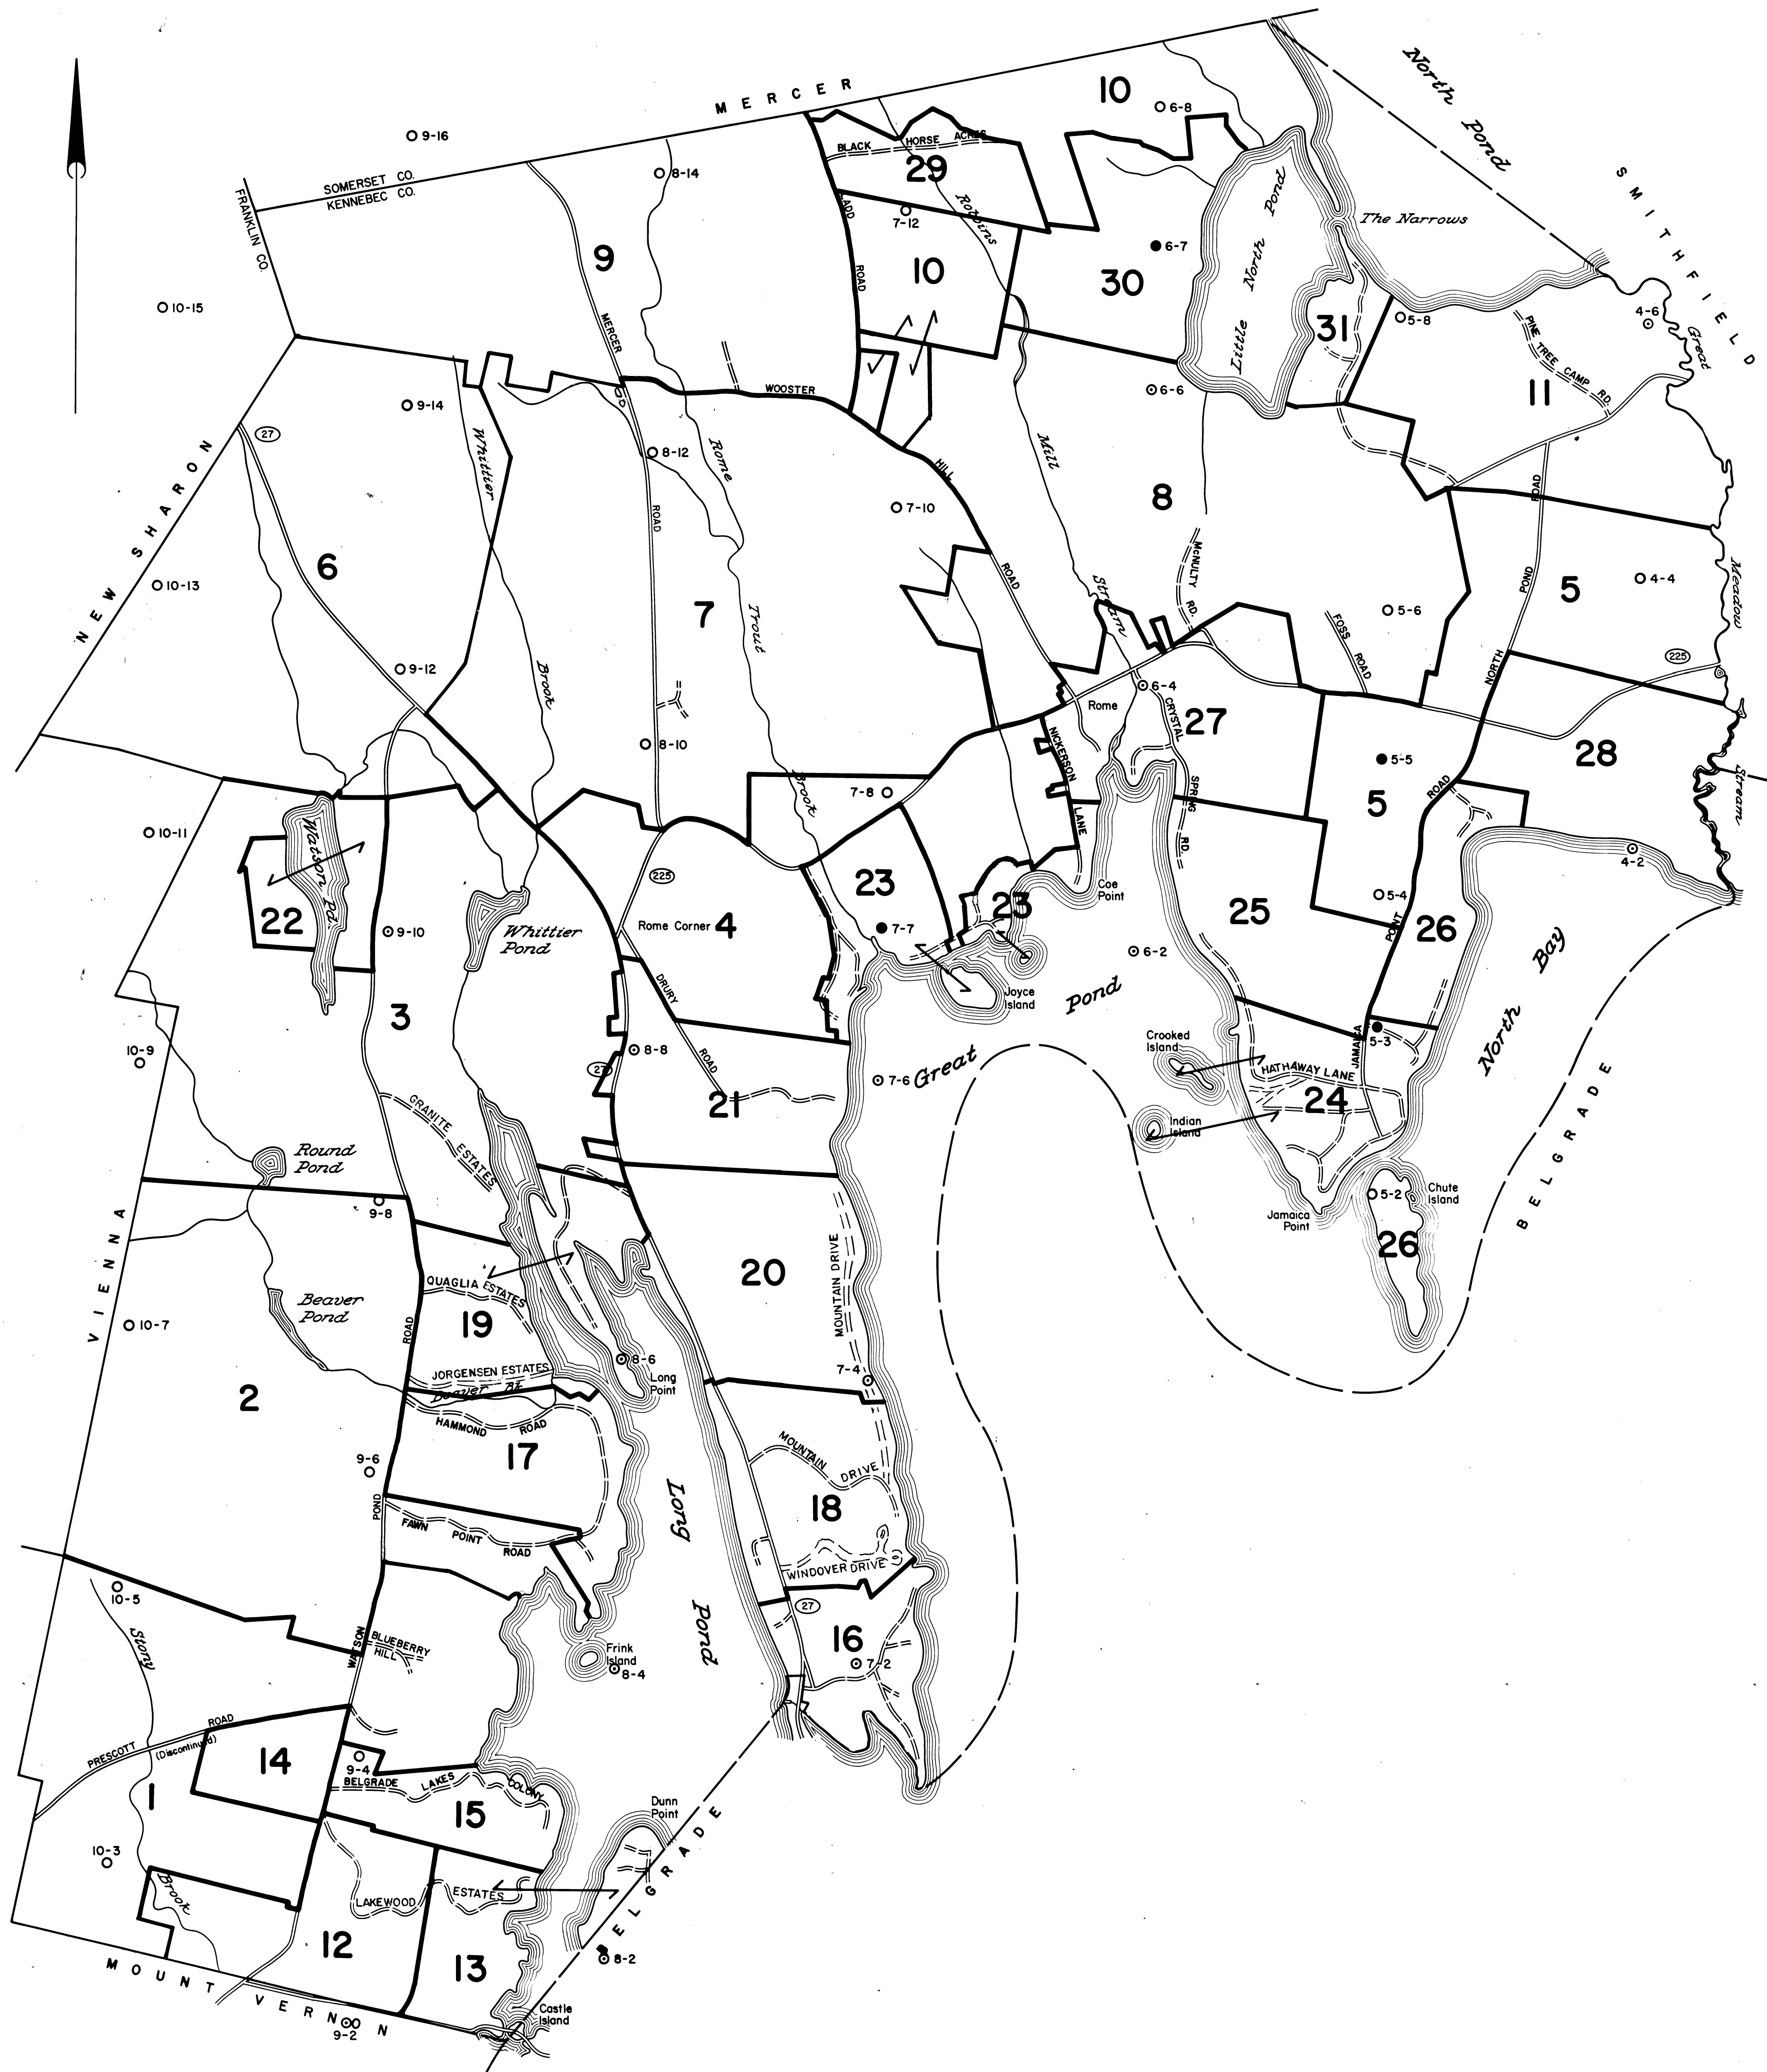 North Pond
MERCER
10
6-8
9-16
BLACK HORSE ACRES
29
SMITHFIELD
8-14
SOMERSET CO.
KENNEBEC CO.
FRANKLIN CO.
LADD
7-12
Robbins
Little North Pond
The Narrows
6-7
9
10
ROAD
30
10-15
31
5-8
4-6
PINE TREE CAMP RD.
Great
MERCER
WOOSTER
6-6
11
9-14
27
Whittier
8-12
Rome
HILL
Mill
8
7-10
ROAD
ROAD
NEW SHARON
6
10-13
7
Trout
ROAD
Stream
McNULTY RD.
5-6
FOSS ROAD
POND
5
4-4
Meadow
225
NORTH
9-12
Brook
6-4
Rome
CRYSTAL
27
NICKERSON
8-10
5-5
28
Stream
Brook
7-8
LANE
SPRING RD.
5
ROAD
10-11
Watson Pd.
22
9-10
Whittier Pond
225
Rome Corner
4
23
23
7-7
Coe Point
25
5-4
POINT
26
4-2
6-2
North Bay
3
DRURY
ROAD
Joyce Island
Pond
Great
10-9
8-8
27
7-6
21
Crooked Island
JAMAICA
5-3
HATHAWAY LANE
24
Indian Island
BELGRADE
GRANITE ESTATES
Round Pond
9-8
VIENNA
5-2
Chute Island
Jamaica Point
26
20
MOUNTAIN DRIVE
QUAGLIA ESTATES
Beaver Pond
10-7
ROAD
19
8-6
JORGENSEN ESTATES
Beaver Bk.
Long Point
7-4
2
HAMMOND ROAD
17
9-6
MOUNTAIN DRIVE
18
POND
FAWN POINT ROAD
Long Pond
WINDOVER DRIVE
10-5
27
Stony
WATSON
BLUEBERRY HILL
Frink Island
8-4
16
7-2
PRESCOTT ROAD
(Discontinued)
14
1
9-4
BELGRADE LAKES COLONY
15
Dunn Point
10-3
Brook
LAKEWOOD ESTATES
BELGRADE
12
13
8-2
MOUNT VERNON
9-2
Castle Island